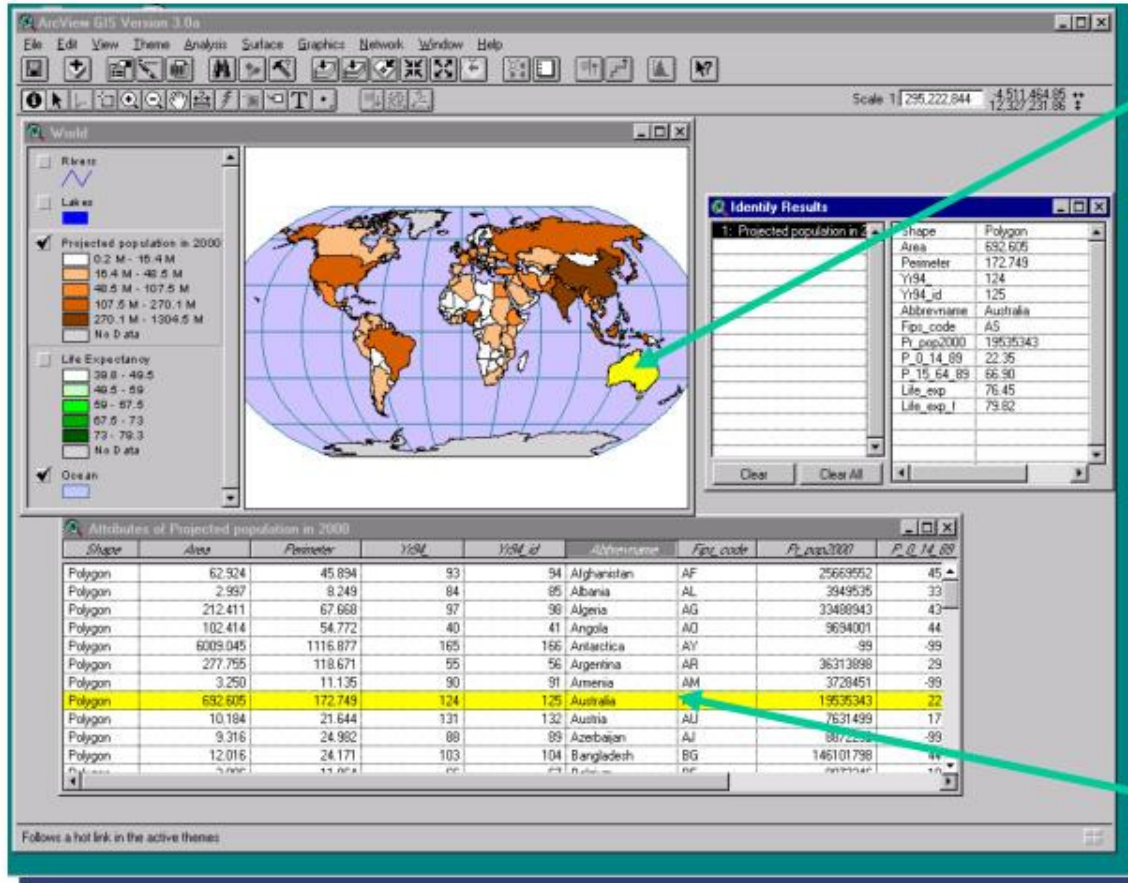 ArcView GIS Version 3.0a
File Edit View Theme Analysis Surface Graphics Network Window Help
Scale 1: 295,222,844 -4,511,464.85
12,327,231.86
World
Rivers
Lakes
Projected population in 2000
0.2 M - 16.4 M
16.4 M - 48.5 M
48.5 M - 107.5 M
107.5 M - 270.1 M
270.1 M - 1304.5 M
No Data
Life Expectancy
39.8 - 49.5
49.5 - 59
59 - 67.5
67.5 - 73
73 - 79.3
No Data
Ocean
Identify Results
1: Projected population in 2
Shape Polygon
Area 692.605
Perimeter 172.749
Yr94_ 124
Yr94_id 125
Abbrevname Australia
Fips_code AS
Pr_pop2000 19535343
P_0_14_89 22.35
P_15_64_89 66.90
Life_exp 76.45
Life_exp_f 79.82
Clear Clear All
Attributes of Projected population in 2000
Shape Area Perimeter Yr94_ Yr94_id Abbrevname Fips_code Pr_pop2000 P_0_14_89
Polygon 62.924 45.894 93 94 Afghanistan AF 25669552 45
Polygon 2.997 8.249 84 85 Albania AL 3949535 33
Polygon 212.411 67.668 97 98 Algeria AG 33488943 43
Polygon 102.414 54.772 40 41 Angola AO 9694001 44
Polygon 6009.045 1116.877 165 166 Antarctica AY -99 -99
Polygon 277.755 118.671 55 56 Argentina AR 36313898 29
Polygon 3.250 11.135 90 91 Armenia AM 3728451 -99
Polygon 692.605 172.749 124 125 Australia 19535343 22
Polygon 10.184 21.644 131 132 Austria AU 7631499 17
Polygon 9.316 24.982 88 89 Azerbaijan AJ -99
Polygon 12.016 24.171 103 104 Bangladesh BG 146101798 44
Follows a hot link in the active themes